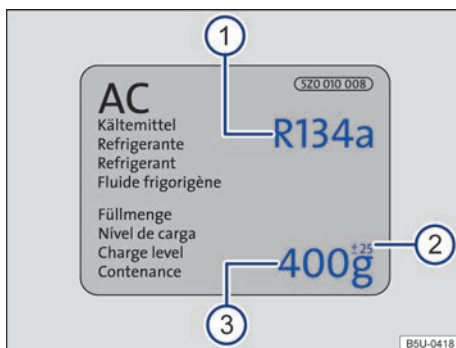 1
5Z0 010 008
AC
Kältemittel
Refrigerante
Refrigerant
Fluide frigorigène
R134a
Füllmenge
Nível de carga
Charge level
Contenance
± 25
400g
2
3
B5U-0418